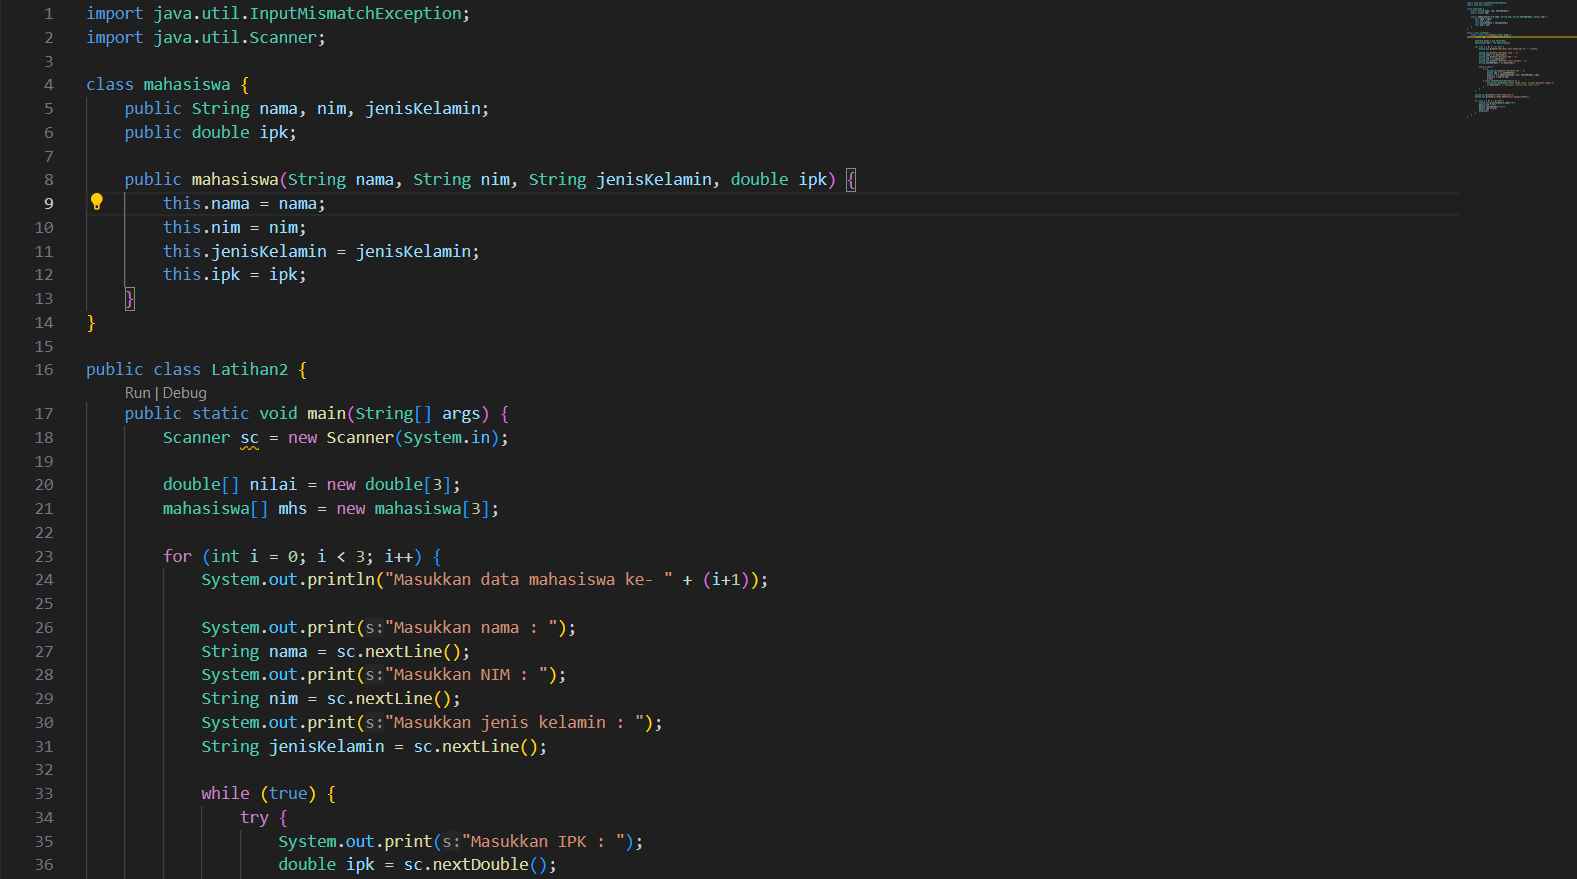 1 import java.util.InputMismatchException;
2 import java.util.Scanner;
3
4 class mahasiswa {
5     public String nama, nim, jenisKelamin;
6     public double ipk;
7
8     public mahasiswa(String nama, String nim, String jenisKelamin, double ipk) {
9         this.nama = nama;
10         this.nim = nim;
11         this.jenisKelamin = jenisKelamin;
12         this.ipk = ipk;
13     }
14 }
15
16 public class Latihan2 {
Run | Debug
17     public static void main(String[] args) {
18         Scanner sc = new Scanner(System.in);
19
20         double[] nilai = new double[3];
21         mahasiswa[] mhs = new mahasiswa[3];
22
23         for (int i = 0; i < 3; i++) {
24             System.out.println("Masukkan data mahasiswa ke- " + (i+1));
25
26             System.out.print(s:"Masukkan nama : ");
27             String nama = sc.nextLine();
28             System.out.print(s:"Masukkan NIM : ");
29             String nim = sc.nextLine();
30             System.out.print(s:"Masukkan jenis kelamin : ");
31             String jenisKelamin = sc.nextLine();
32
33             while (true) {
34                 try {
35                     System.out.print(s:"Masukkan IPK : ");
36                     double ipk = sc.nextDouble();